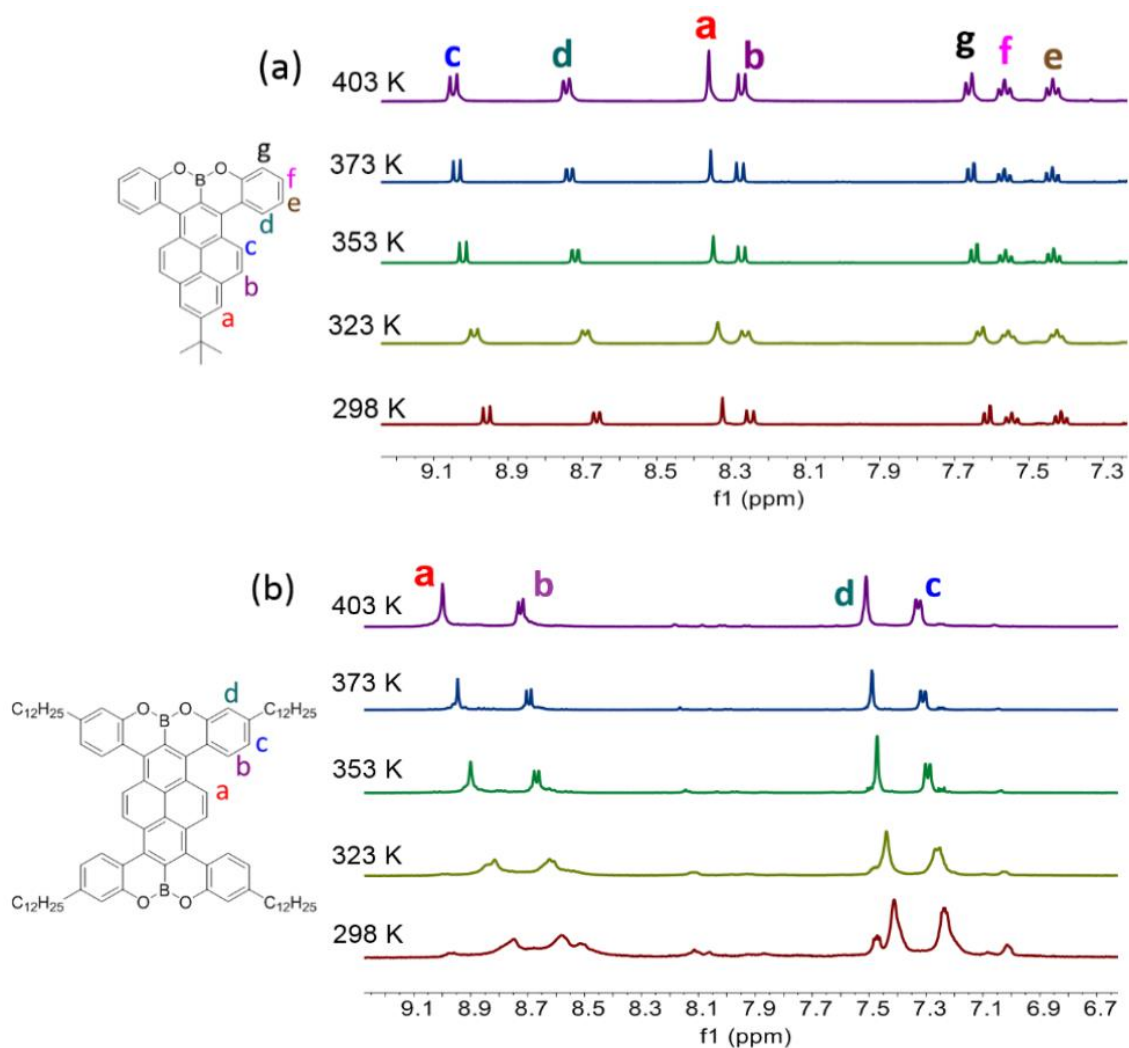 (a)
c d a b g f e
403 K
373 K
353 K
323 K
298 K
g
O B O
f
e
d
c
b
a
9.1 8.9 8.7 8.5 8.3 8.1 7.9 7.7 7.5 7.3
f1 (ppm)
(b)
a b d c
403 K
373 K
353 K
323 K
298 K
d
C₁₂H₂₅ O B O C₁₂H₂₅
c
b
a
C₁₂H₂₅ O B O C₁₂H₂₅
9.1 8.9 8.7 8.5 8.3 8.1 7.9 7.7 7.5 7.3 7.1 6.9 6.7
f1 (ppm)